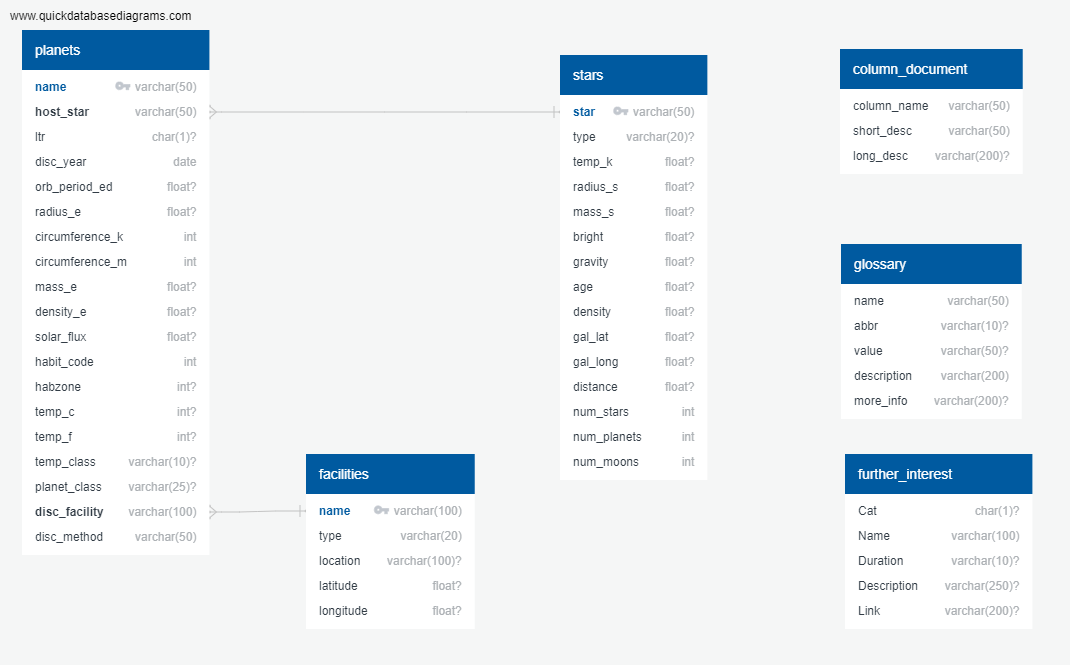 www.quickdatabasediagrams.com
planets
name varchar(50)
host_star varchar(50)
ltr char(1)?
disc_year date
orb_period_ed float?
radius_e float?
circumference_k int
circumference_m int
mass_e float?
density_e float?
solar_flux float?
habit_code int
habzone int?
temp_c int?
temp_f int?
temp_class varchar(10)?
planet_class varchar(25)?
disc_facility varchar(100)
disc_method varchar(50)
facilities
name varchar(100)
type varchar(20)
location varchar(100)?
latitude float?
longitude float?
stars
star varchar(50)
type varchar(20)?
temp_k float?
radius_s float?
mass_s float?
bright float?
gravity float?
age float?
density float?
gal_lat float?
gal_long float?
distance float?
num_stars int
num_planets int
num_moons int
column_document
column_name varchar(50)
short_desc varchar(50)
long_desc varchar(200)?
glossary
name varchar(50)
abbr varchar(10)?
value varchar(50)?
description varchar(200)
more_info varchar(200)?
further_interest
Cat char(1)?
Name varchar(100)
Duration varchar(10)?
Description varchar(250)?
Link varchar(200)?